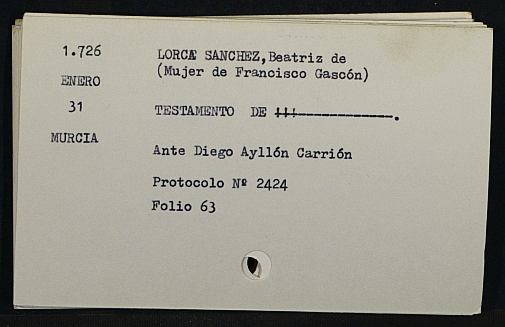 1.726 LORCA SANCHEZ, Beatriz de
(Mujer de Francisco Gascón)
ENERO
31 TESTAMENTO DE ---------------.
MURCIA
Ante Diego Ayllón Carrión
Protocolo Nº 2424
Folio 63